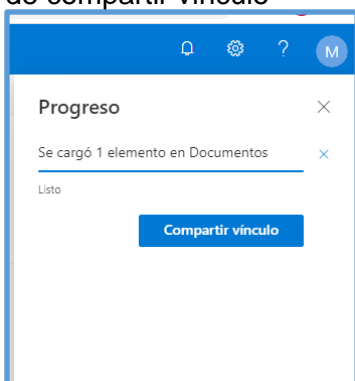 de compartir vínculo
?
M
Progreso
Se cargó 1 elemento en Documentos
Listo
Compartir vínculo